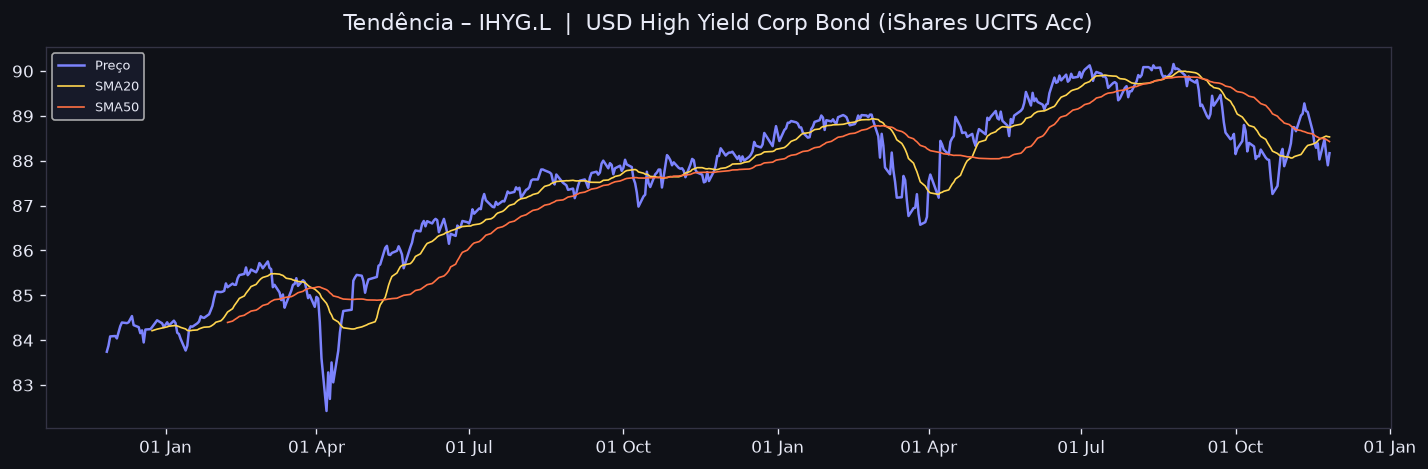 Tendência – IHYG.L | USD High Yield Corp Bond (iShares UCITS Acc)
Preço
SMA20
SMA50
90
89
88
87
86
85
84
83
01 Jan
01 Apr
01 Jul
01 Oct
01 Jan
01 Apr
01 Jul
01 Oct
01 Jan